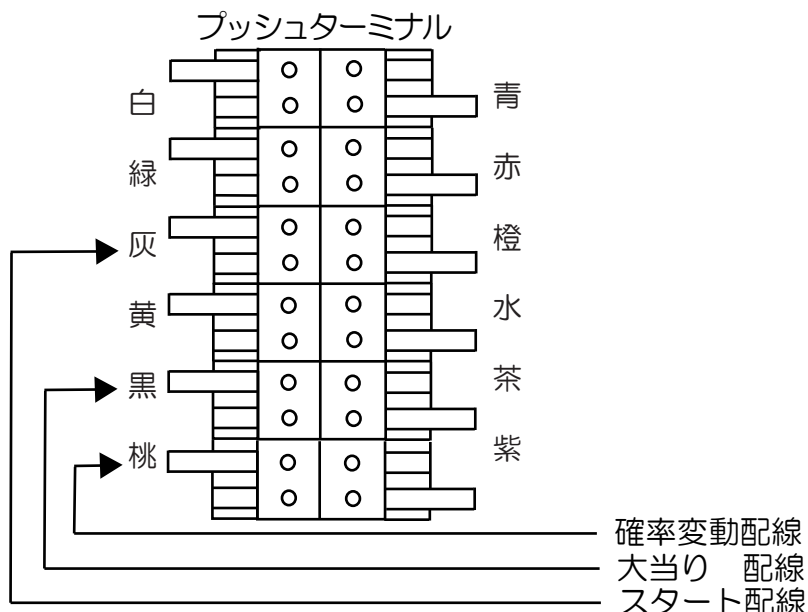 プッシュターミナル
白
青
緑
赤
灰
橙
黄
水
黒
茶
桃
紫
確率変動配線
大当り　配線
スタート配線